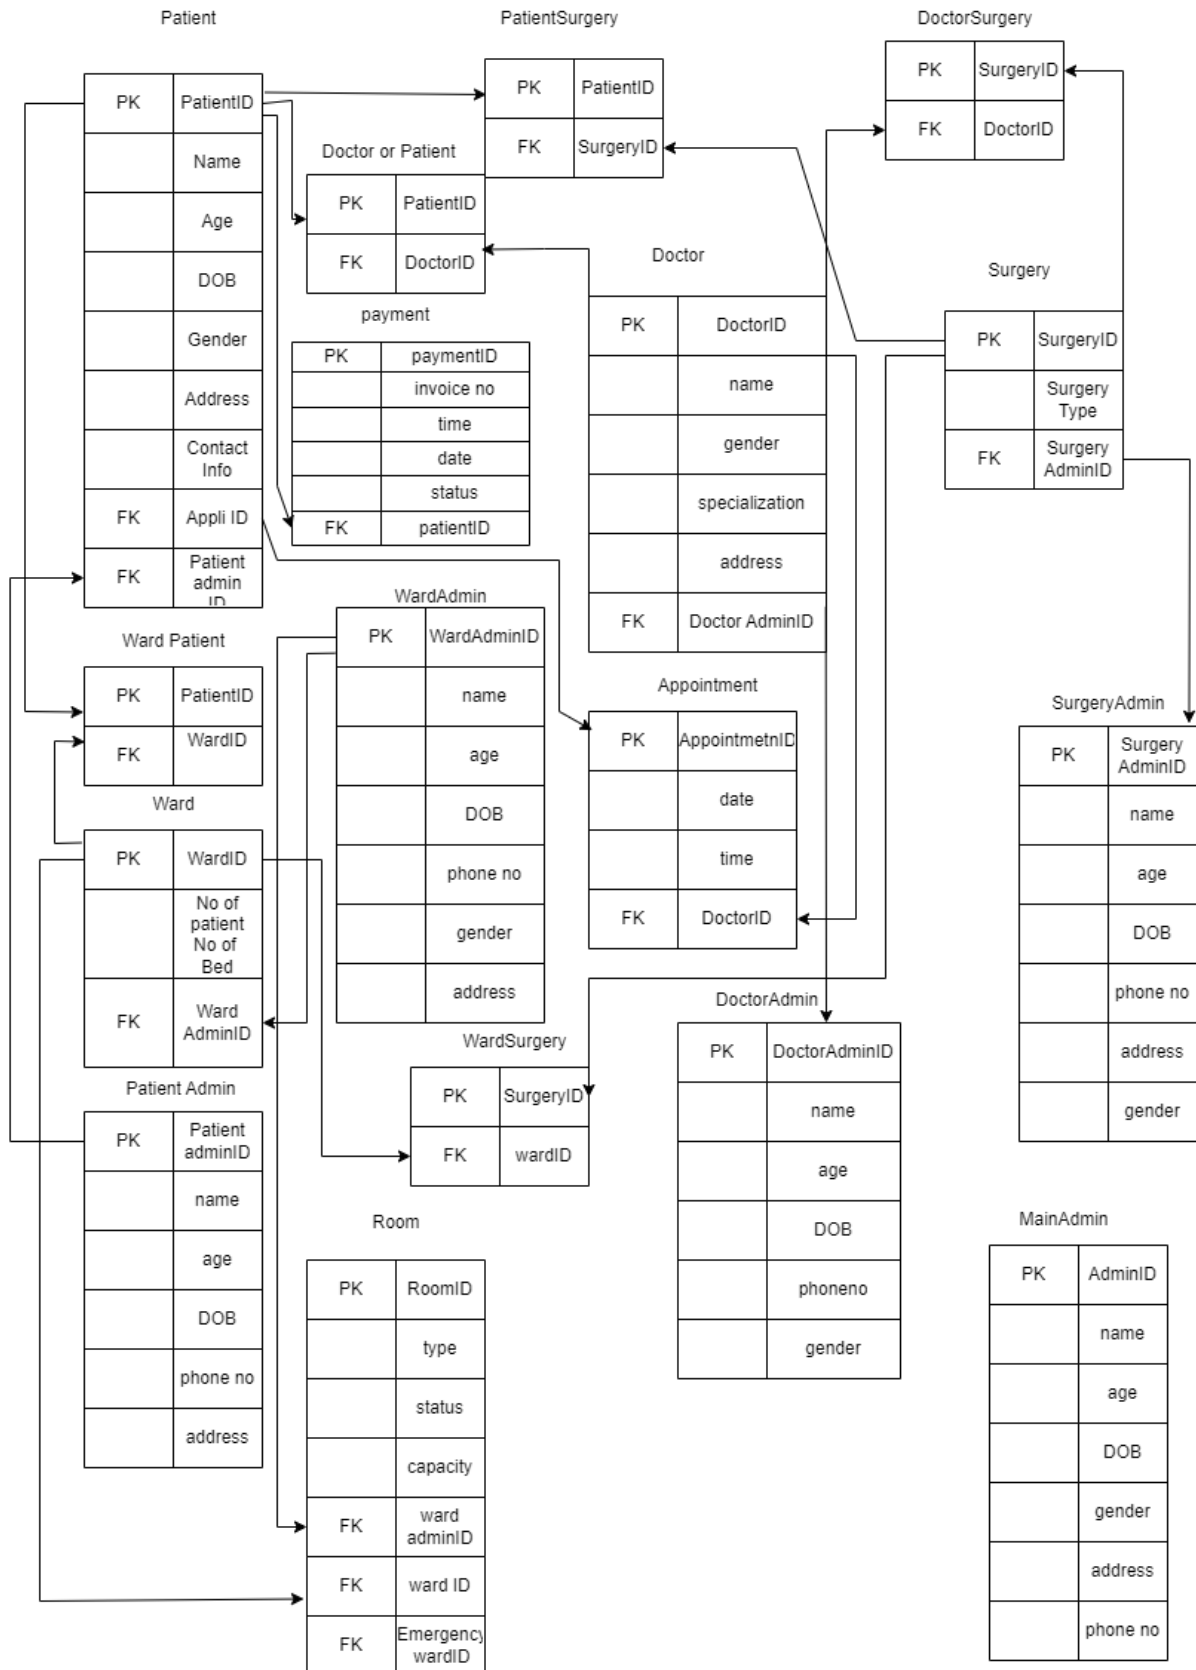 Patient
PK PatientID
Name
Age
DOB
Gender
Address
Contact
Info
FK Appli ID
FK Patient
admin
ID
PatientSurgery
PK PatientID
FK SurgeryID
DoctorSurgery
PK SurgeryID
FK DoctorID
Doctor or Patient
PK PatientID
FK DoctorID
payment
PK paymentID
invoice no
time
date
status
FK patientID
Doctor
PK DoctorID
name
gender
specialization
address
FK Doctor AdminID
Surgery
PK SurgeryID
Surgery
Type
FK Surgery
AdminID
Ward Patient
PK PatientID
FK WardID
WardAdmin
PK WardAdminID
name
age
DOB
phone no
gender
address
Appointment
PK AppointmetnID
date
time
FK DoctorID
SurgeryAdmin
PK Surgery
AdminID
name
age
DOB
phone no
address
gender
Ward
PK WardID
No of
patient
No of
Bed
FK Ward
AdminID
DoctorAdmin
PK DoctorAdminID
name
age
DOB
phoneno
gender
WardSurgery
PK SurgeryID
FK wardID
Patient Admin
PK Patient
adminID
name
age
DOB
phone no
address
Room
PK RoomID
type
status
capacity
FK ward
adminID
FK ward ID
FK Emergency
wardID
MainAdmin
PK AdminID
name
age
DOB
gender
address
phone no